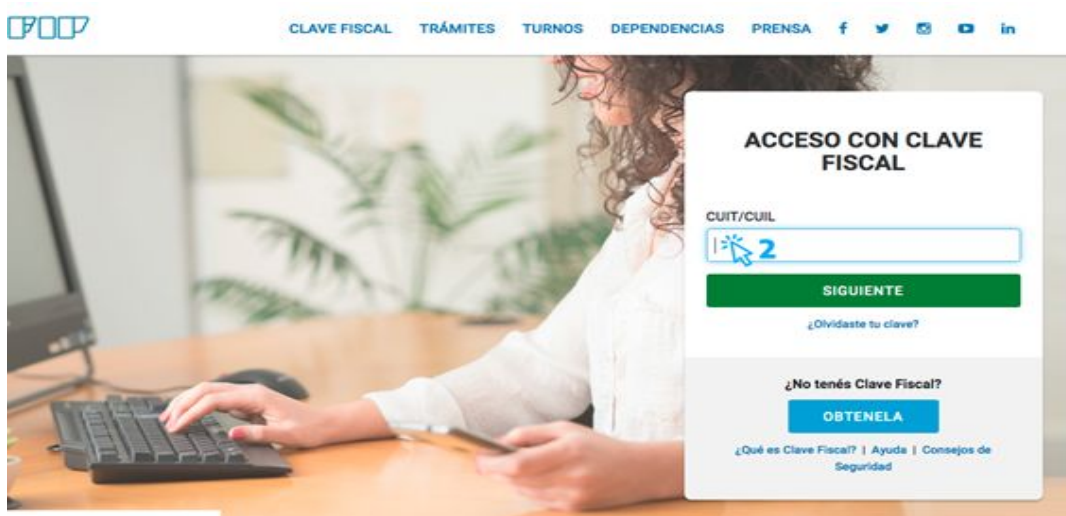 CLAVE FISCAL TRÁMITES TURNOS DEPENDENCIAS PRENSA
ACCESO CON CLAVE
FISCAL
CUIT/CUIL
2
SIGUIENTE
¿Olvidaste tu clave?
¿No tenés Clave Fiscal?
OBTENELA
¿Qué es Clave Fiscal? | Ayuda | Consejos de
Seguridad